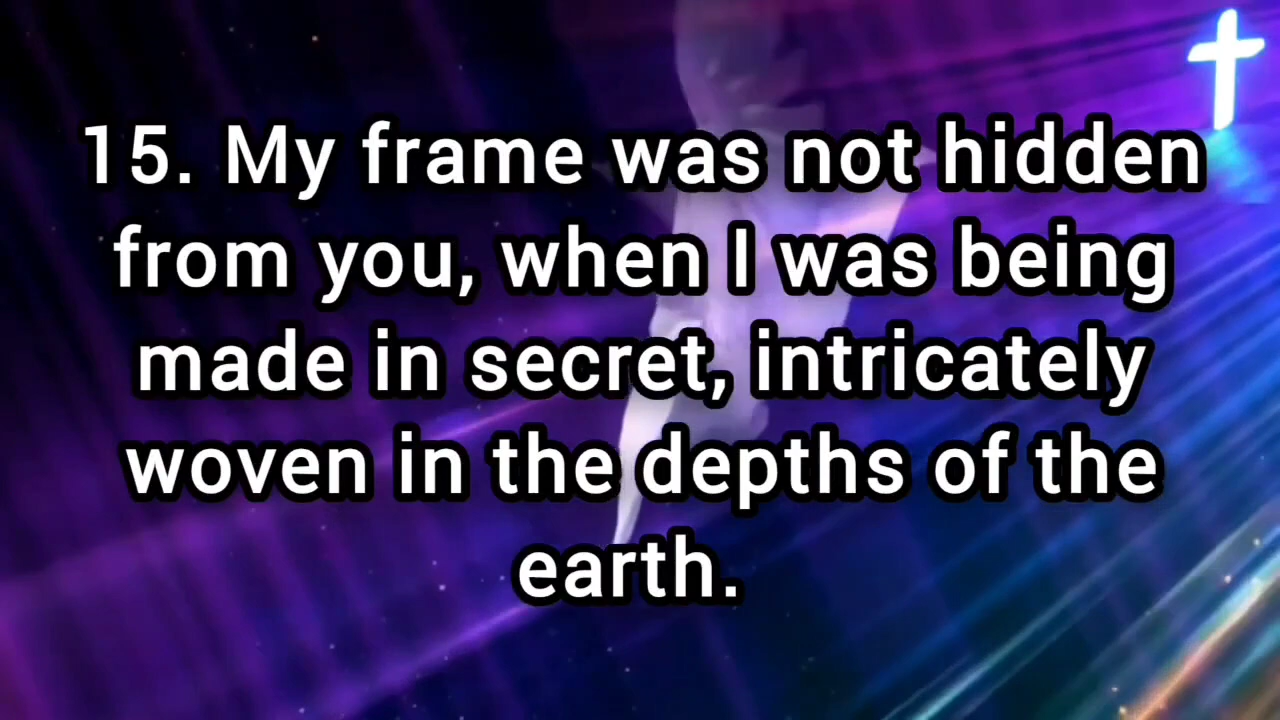 15. My frame was not hidden
from you, when I was being
made in secret, intricately
woven in the depths of the
earth.